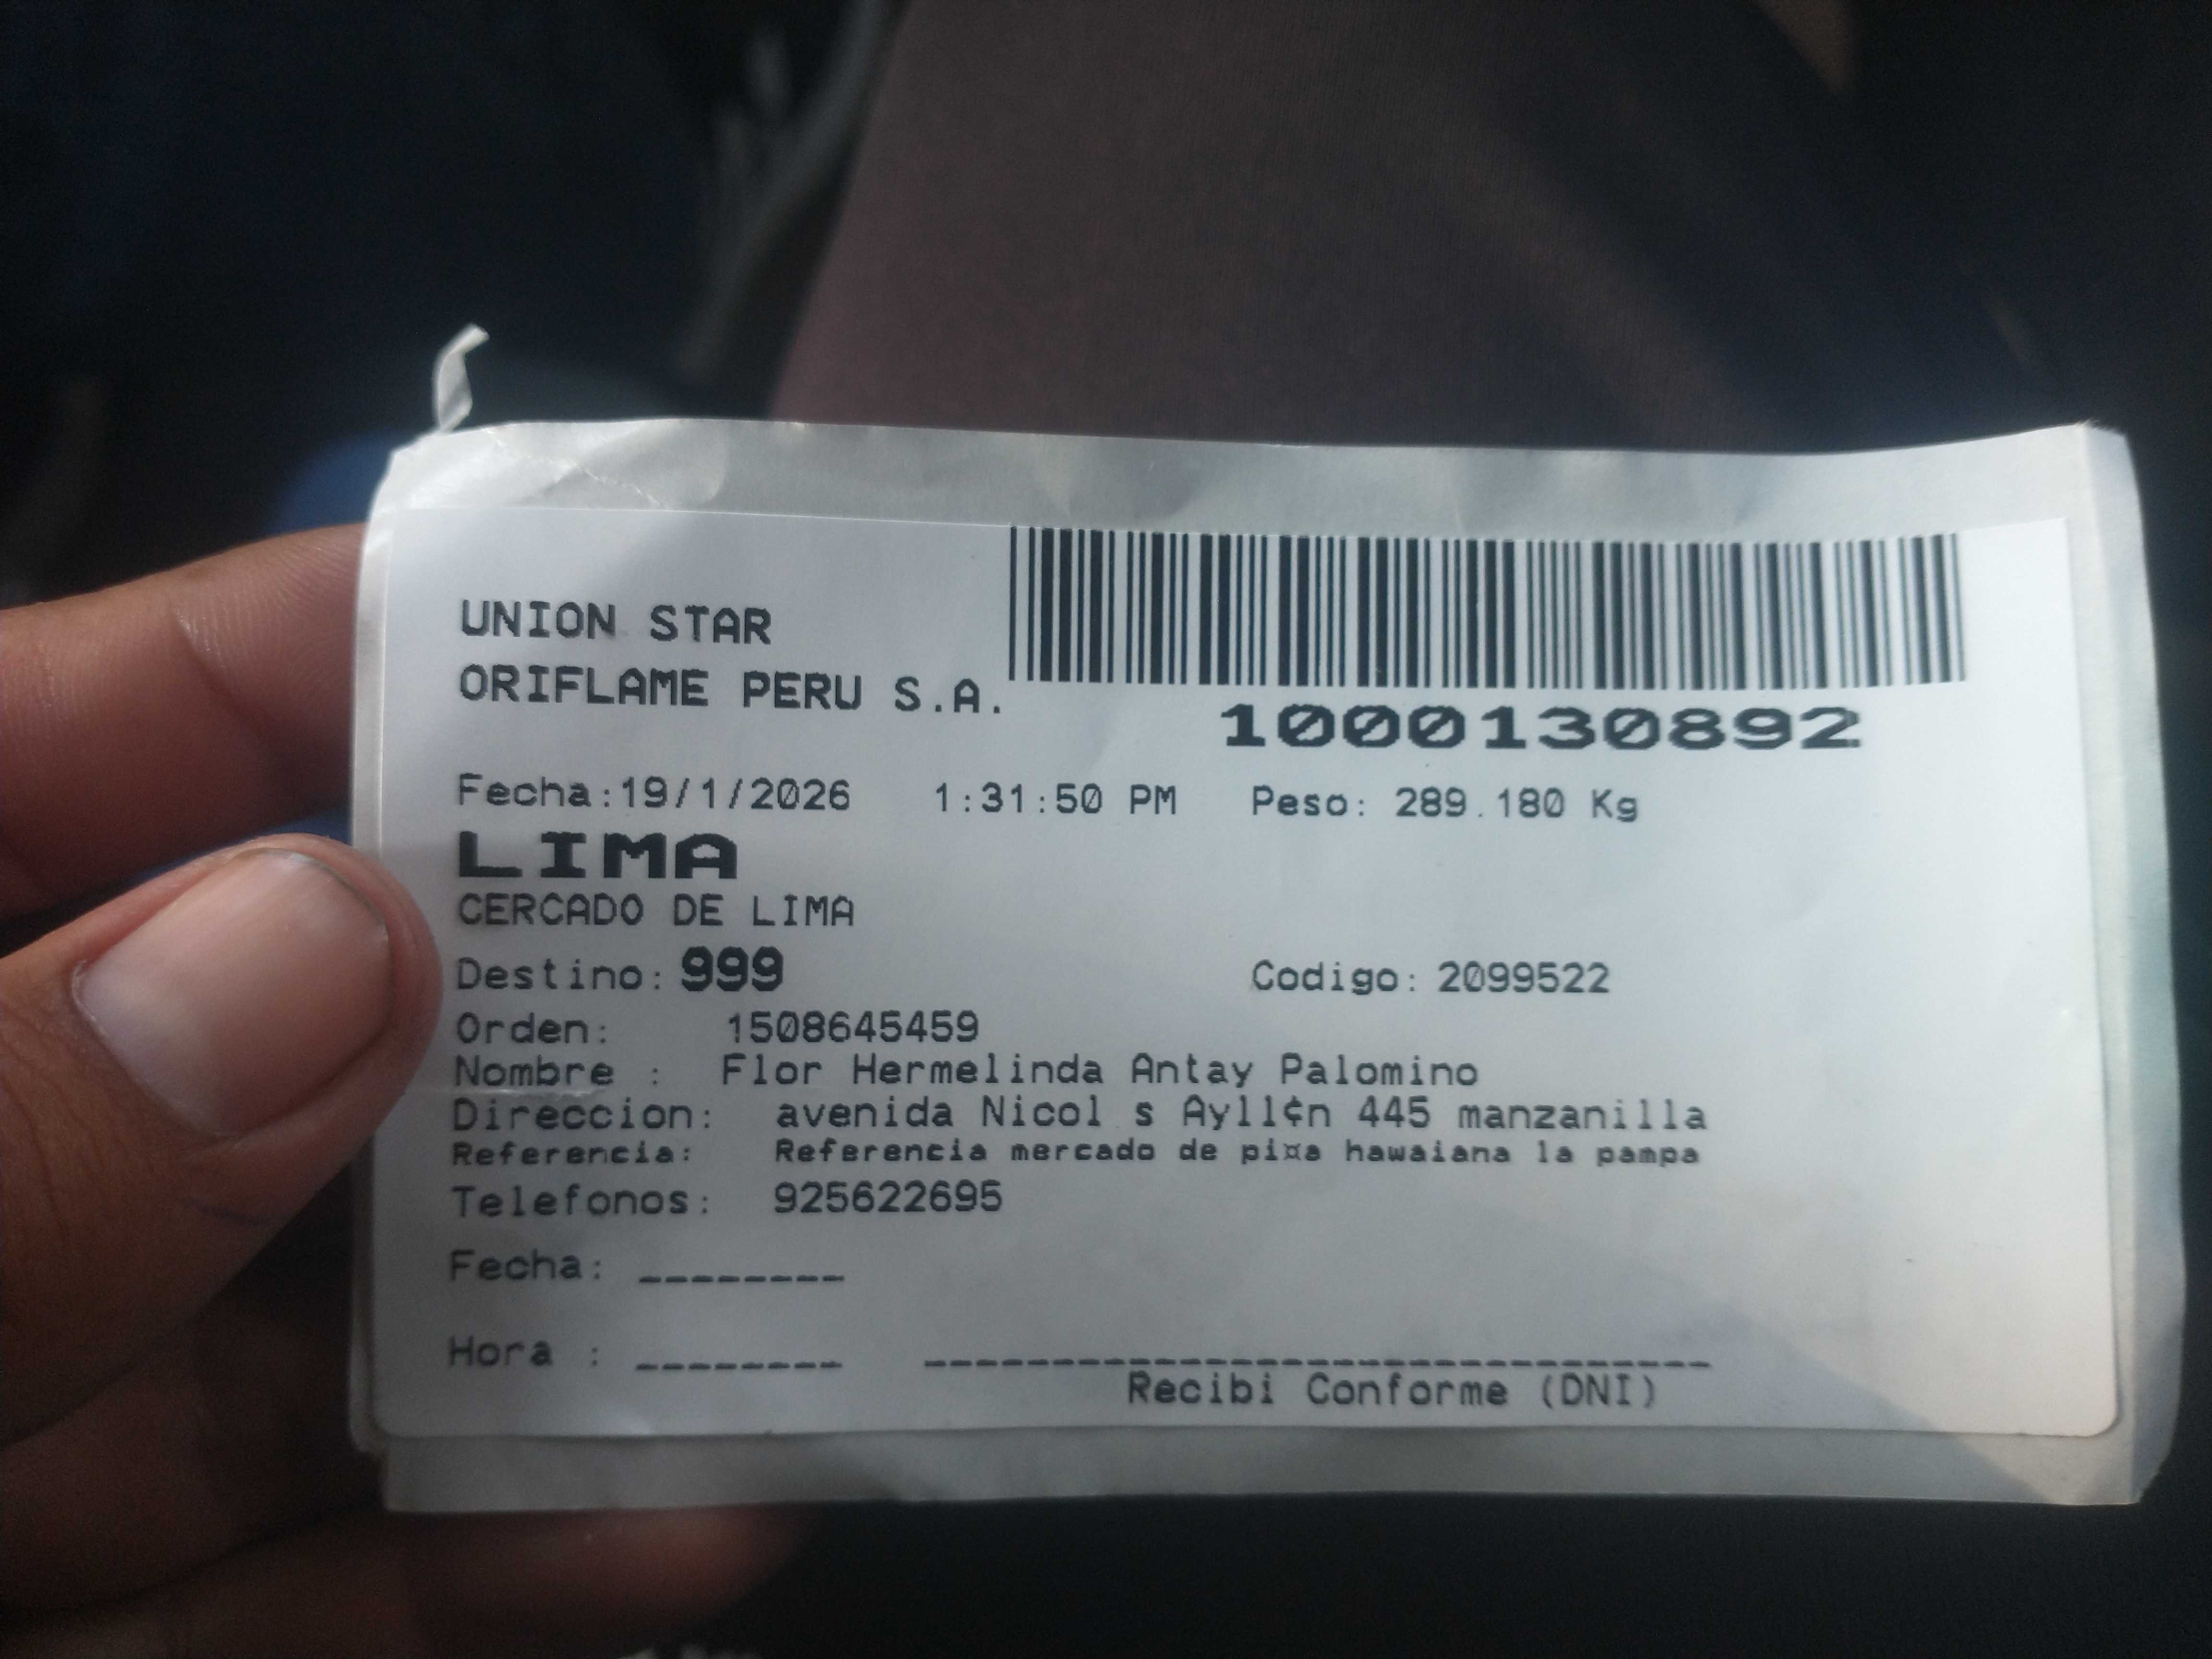 UNION STAR
ORIFLAME PERU S.A.
1000130892
Fecha:19/1/2026 1:31:50 PM Peso: 289.180 Kg
LIMA
CERCADO DE LIMA
Destino: 999 Codigo: 2099522
Orden: 1508645459
Nombre : Flor Hermelinda Antay Palomino
Direccion: avenida Nicol s Ayll¢n 445 manzanilla
Referencia: Referencia mercado de pi¤a hawaiana la pampa
Telefonos: 925622695
Fecha: ________
Hora : ________ ______________________________
Recibi Conforme (DNI)